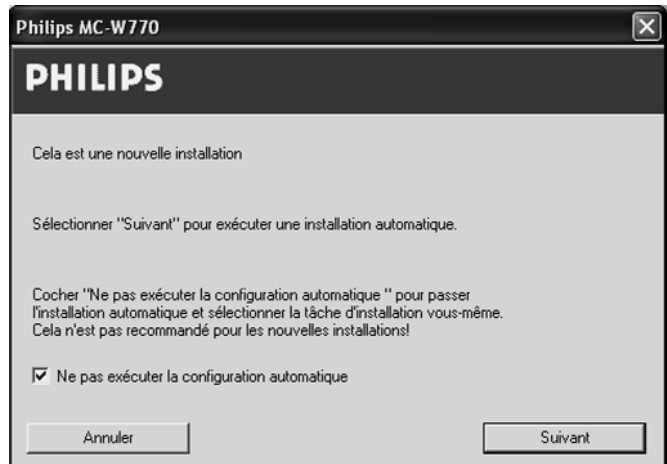 Philips MC-W770
PHILIPS
Cela est une nouvelle installation
Sélectionner "Suivant" pour exécuter une installation automatique.
Cocher "Ne pas exécuter la configuration automatique " pour passer
l'installation automatique et sélectionner la tâche d'installation vous-même.
Cela n'est pas recommandé pour les nouvelles installations!
Ne pas exécuter la configuration automatique
Annuler
Suivant